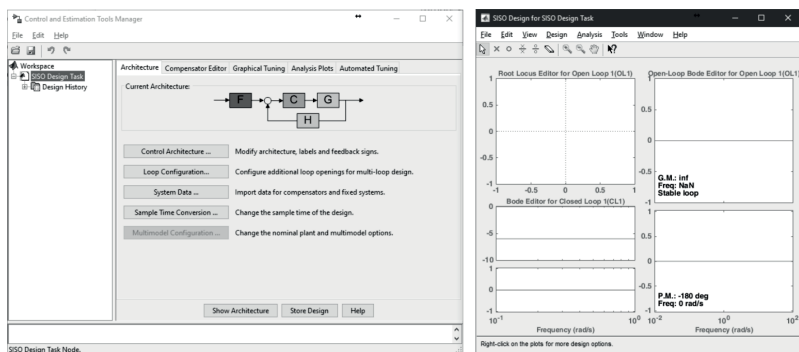 Control and Estimation Tools Manager
File Edit Help
Workspace
SISO Design Task
Design History
Architecture Compensator Editor Graphical Tuning Analysis Plots Automated Tuning
Current Architecture:
F C G
H
Control Architecture ... Modify architecture, labels and feedback signs.
Loop Configuration... Configure additional loop openings for multi-loop design.
System Data ... Import data for compensators and fixed systems.
Sample Time Conversion ... Change the sample time of the design.
Multimodel Configuration ... Change the nominal plant and multimodel options.
Show Architecture Store Design Help
SISO Design Task Node.
SISO Design for SISO Design Task
File Edit View Design Analysis Tools Window Help
Root Locus Editor for Open Loop 1(OL1)
1
0.5
0
-0.5
-1
-1 -0.5 0 0.5 1
Bode Editor for Closed Loop 1(CL1)
0
-5
-10
1
0
-1
10-1 100
Frequency (rad/s)
Open-Loop Bode Editor for Open Loop 1(OL1)
1
0.5
0
-0.5
-1
G.M.: inf
Freq: NaN
Stable loop
1
0.5
0
-0.5
-1
P.M.: -180 deg
Freq: 0 rad/s
10-2 100 102
Frequency (rad/s)
Right-click on the plots for more design options.